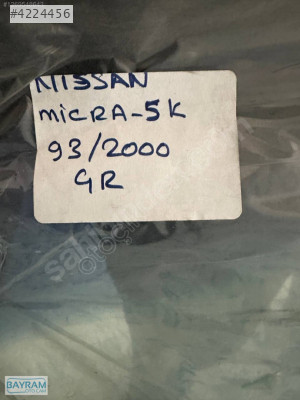 #4224456
NISSAN
MiCRA-5K
93/2000
GR
BAYRAM